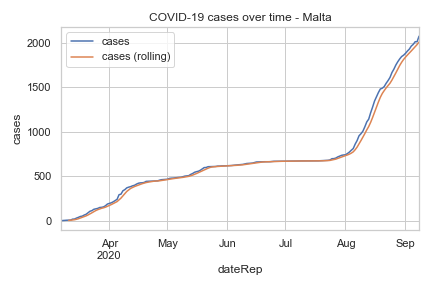 COVID-19 cases over time - Malta
cases
cases (rolling)
2000
1500
1000
500
0
cases
Apr
2020
May
Jun
Jul
Aug
Sep
dateRep